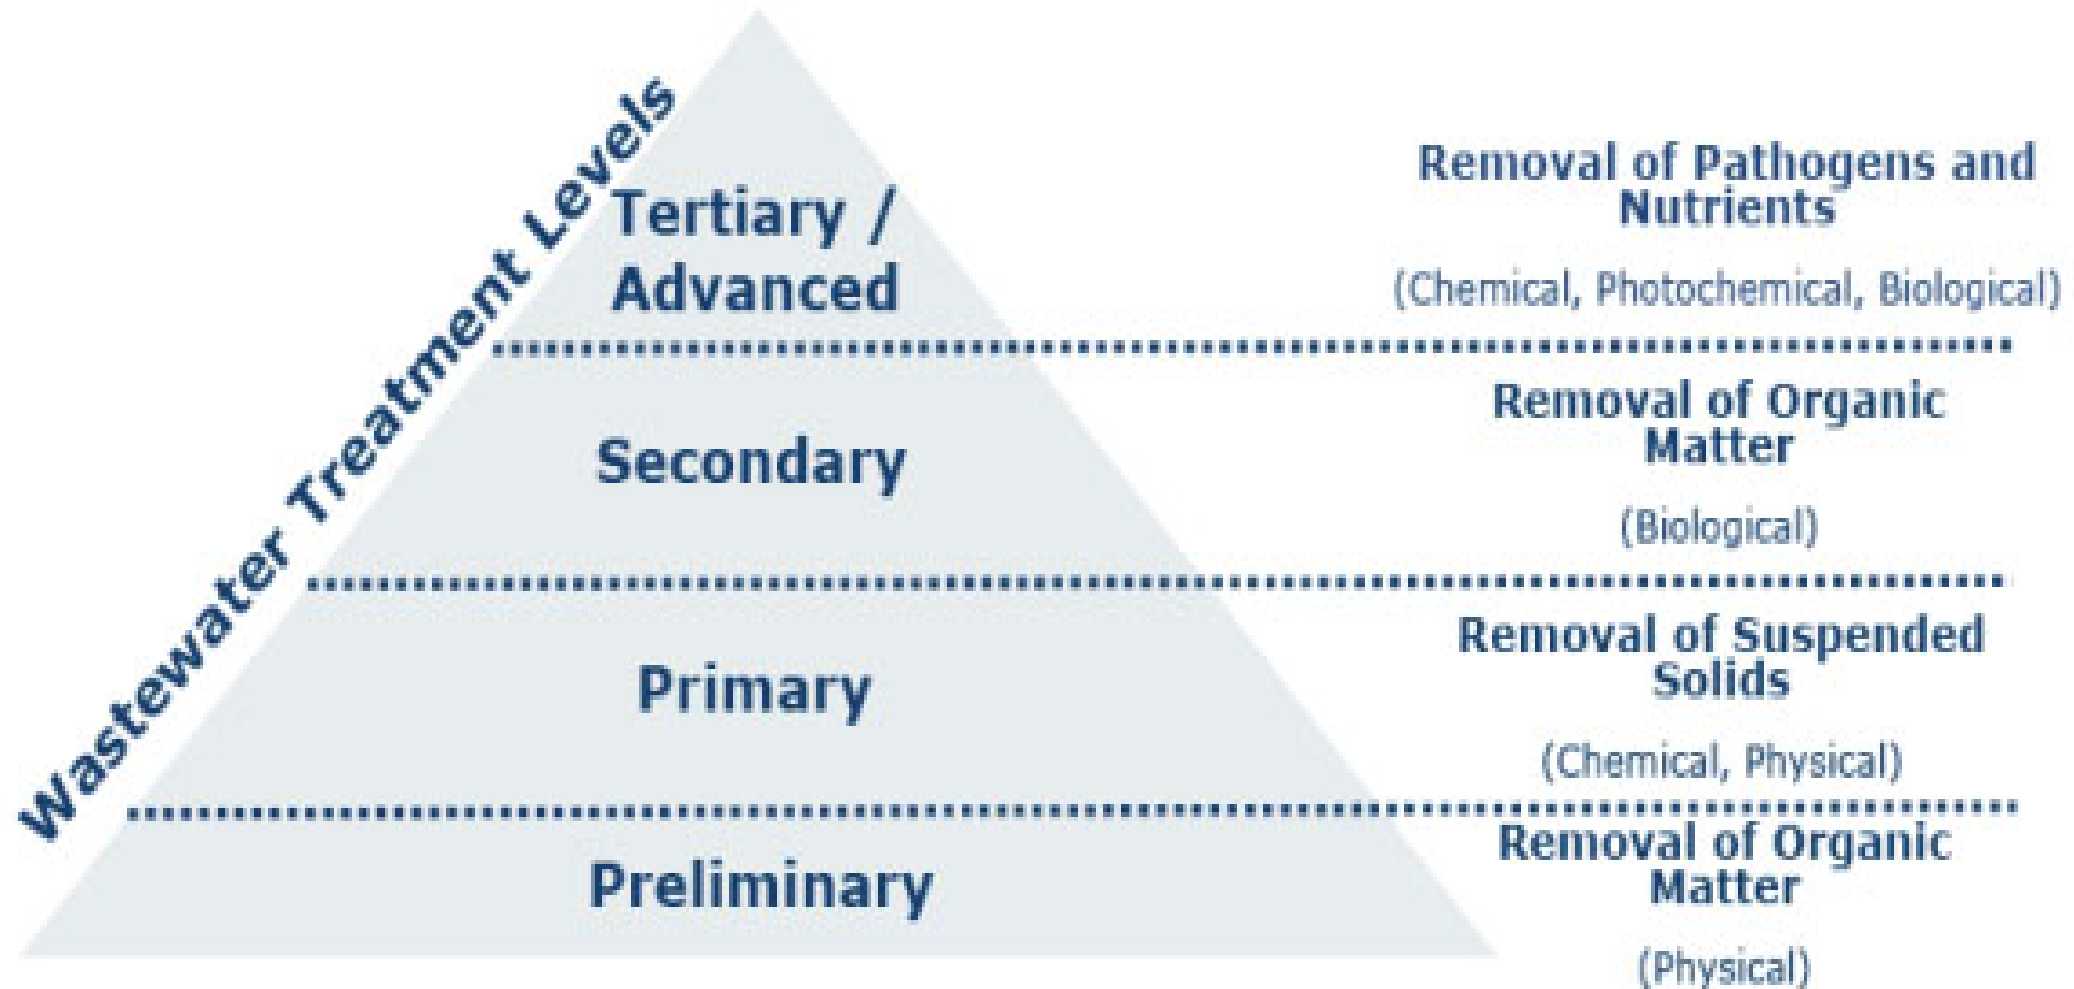 Wastewater Treatment Levels
Tertiary /
Advanced
Removal of Pathogens and
Nutrients
(Chemical, Photochemical, Biological)
Secondary
Removal of Organic
Matter
(Biological)
Primary
Removal of Suspended
Solids
(Chemical, Physical)
Preliminary
Removal of Organic
Matter
(Physical)